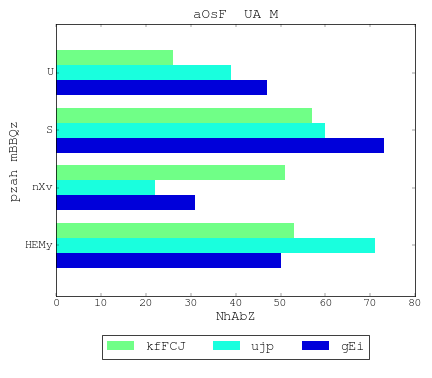 aOsF  UA M
U
S
nXv
HEMy
pzah mBBQz
0 10 20 30 40 50 60 70 80
NhAbZ
kfFCJ ujp gEi